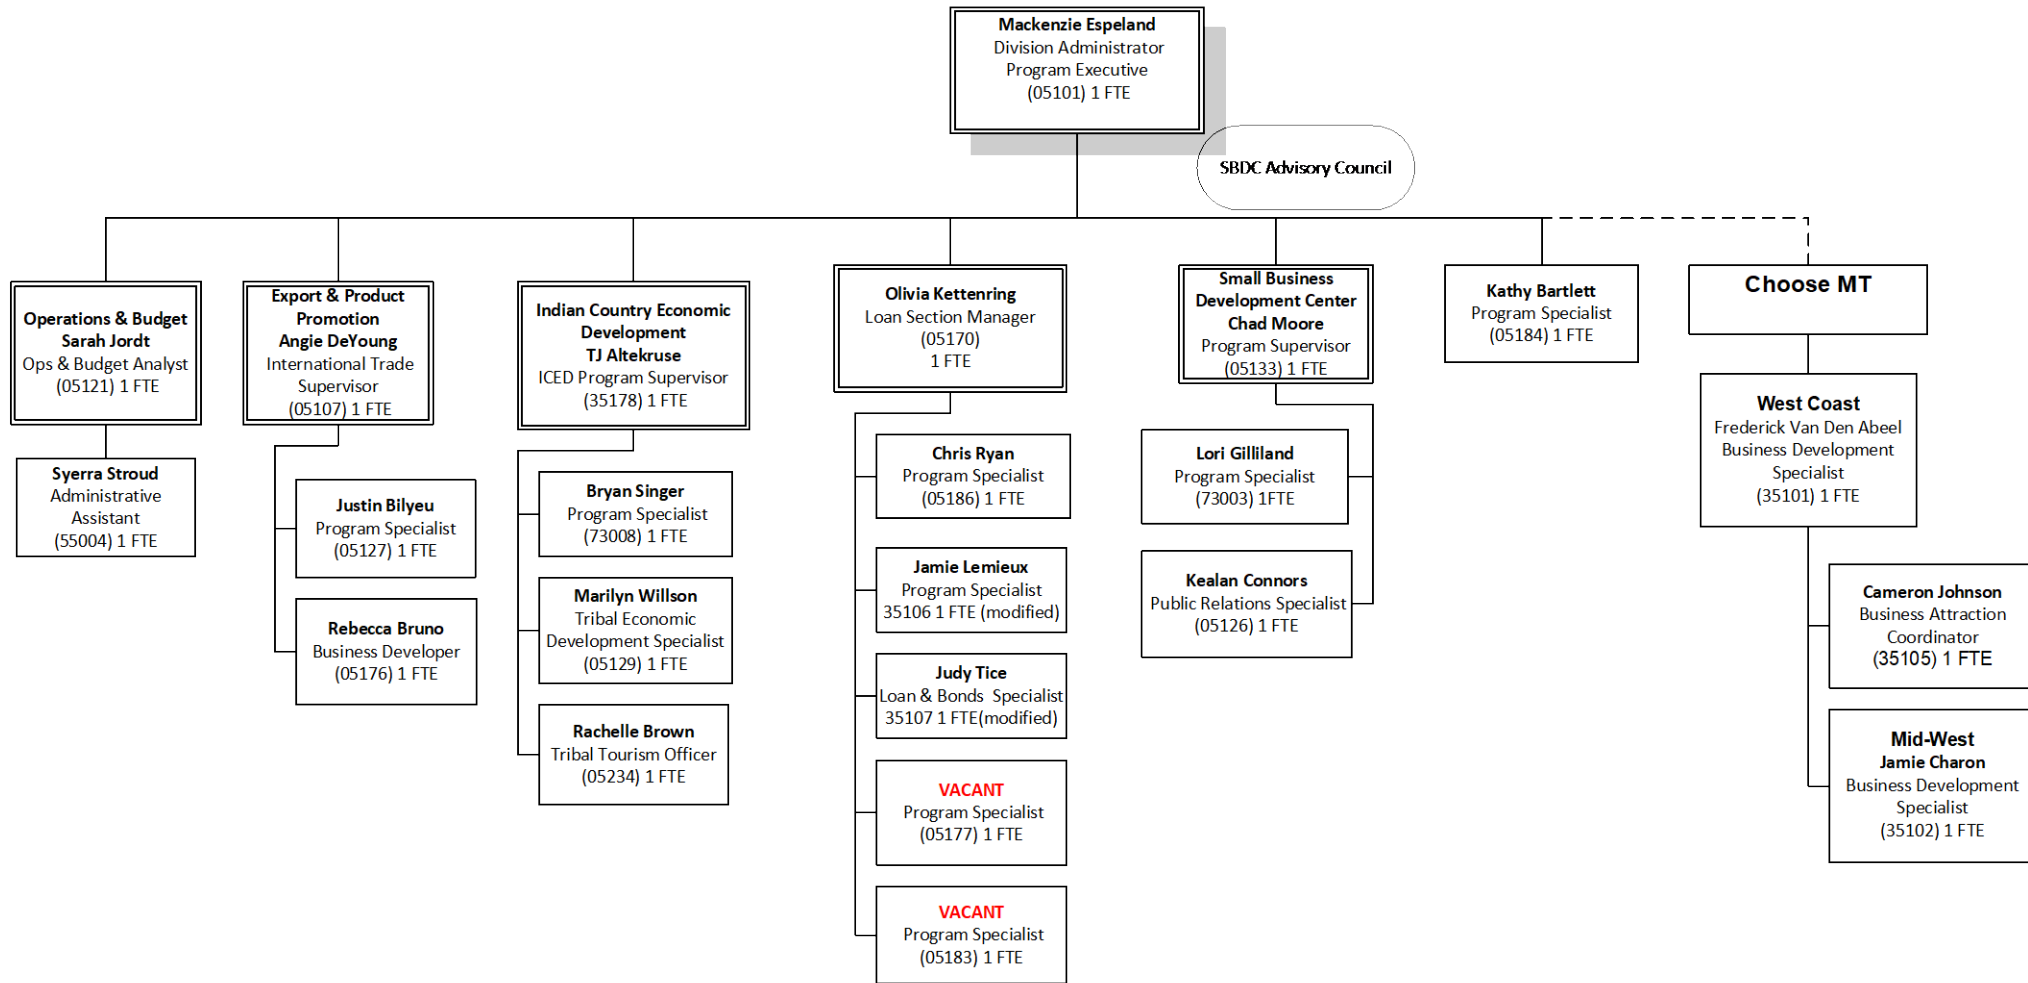 Mackenzie Espeland
Division Administrator
Program Executive
(05101) 1 FTE
SBDC Advisory Council
Operations & Budget
Sarah Jordt
Ops & Budget Analyst
(05121) 1 FTE
Syerra Stroud
Administrative
Assistant
(55004) 1 FTE
Export & Product
Promotion
Angie DeYoung
International Trade
Supervisor
(05107) 1 FTE
Justin Bilyeu
Program Specialist
(05127) 1 FTE
Rebecca Bruno
Business Developer
(05176) 1 FTE
Indian Country Economic
Development
TJ Altekruse
ICED Program Supervisor
(35178) 1 FTE
Bryan Singer
Program Specialist
(73008) 1 FTE
Marilyn Willson
Tribal Economic
Development Specialist
(05129) 1 FTE
Rachelle Brown
Tribal Tourism Officer
(05234) 1 FTE
Olivia Kettenring
Loan Section Manager
(05170)
1 FTE
Chris Ryan
Program Specialist
(05186) 1 FTE
Jamie Lemieux
Program Specialist
35106 1 FTE (modified)
Judy Tice
Loan & Bonds Specialist
35107 1 FTE(modified)
VACANT
Program Specialist
(05177) 1 FTE
VACANT
Program Specialist
(05183) 1 FTE
Small Business
Development Center
Chad Moore
Program Supervisor
(05133) 1 FTE
Lori Gilliland
Program Specialist
(73003) 1FTE
Kealan Connors
Public Relations Specialist
(05126) 1 FTE
Kathy Bartlett
Program Specialist
(05184) 1 FTE
Choose MT
West Coast
Frederick Van Den Abeel
Business Development
Specialist
(35101) 1 FTE
Cameron Johnson
Business Attraction
Coordinator
(35105) 1 FTE
Mid-West
Jamie Charon
Business Development
Specialist
(35102) 1 FTE